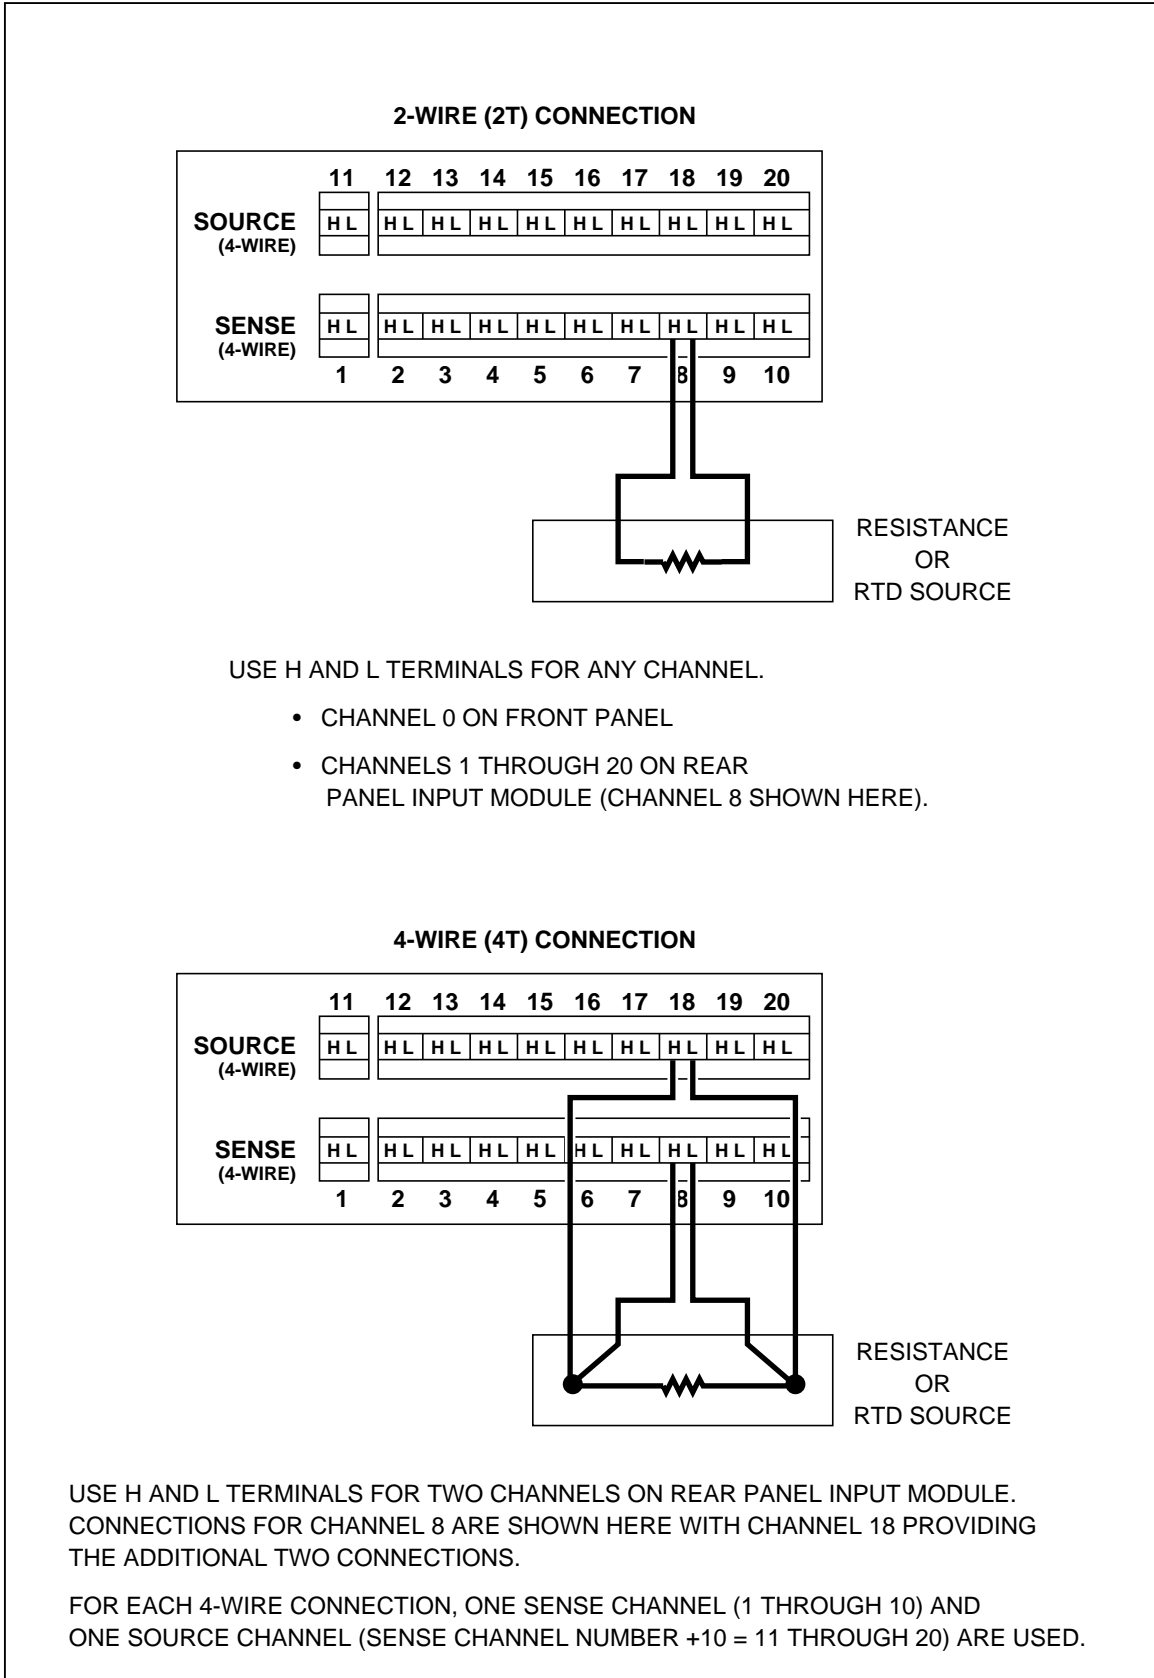 2-WIRE (2T) CONNECTION
11 12 13 14 15 16 17 18 19 20
SOURCE H L H L H L H L H L H L H L H L H L H L
(4-WIRE)
SENSE H L H L H L H L H L H L H L H L H L H L
(4-WIRE)
1 2 3 4 5 6 7 8 9 10
RESISTANCE
OR
RTD SOURCE
USE H AND L TERMINALS FOR ANY CHANNEL.
• CHANNEL 0 ON FRONT PANEL
• CHANNELS 1 THROUGH 20 ON REAR
PANEL INPUT MODULE (CHANNEL 8 SHOWN HERE).
4-WIRE (4T) CONNECTION
11 12 13 14 15 16 17 18 19 20
SOURCE H L H L H L H L H L H L H L H L H L H L
(4-WIRE)
SENSE H L H L H L H L H L H L H L H L H L H L
(4-WIRE)
1 2 3 4 5 6 7 8 9 10
RESISTANCE
OR
RTD SOURCE
USE H AND L TERMINALS FOR TWO CHANNELS ON REAR PANEL INPUT MODULE.
CONNECTIONS FOR CHANNEL 8 ARE SHOWN HERE WITH CHANNEL 18 PROVIDING
THE ADDITIONAL TWO CONNECTIONS.
FOR EACH 4-WIRE CONNECTION, ONE SENSE CHANNEL (1 THROUGH 10) AND
ONE SOURCE CHANNEL (SENSE CHANNEL NUMBER +10 = 11 THROUGH 20) ARE USED.